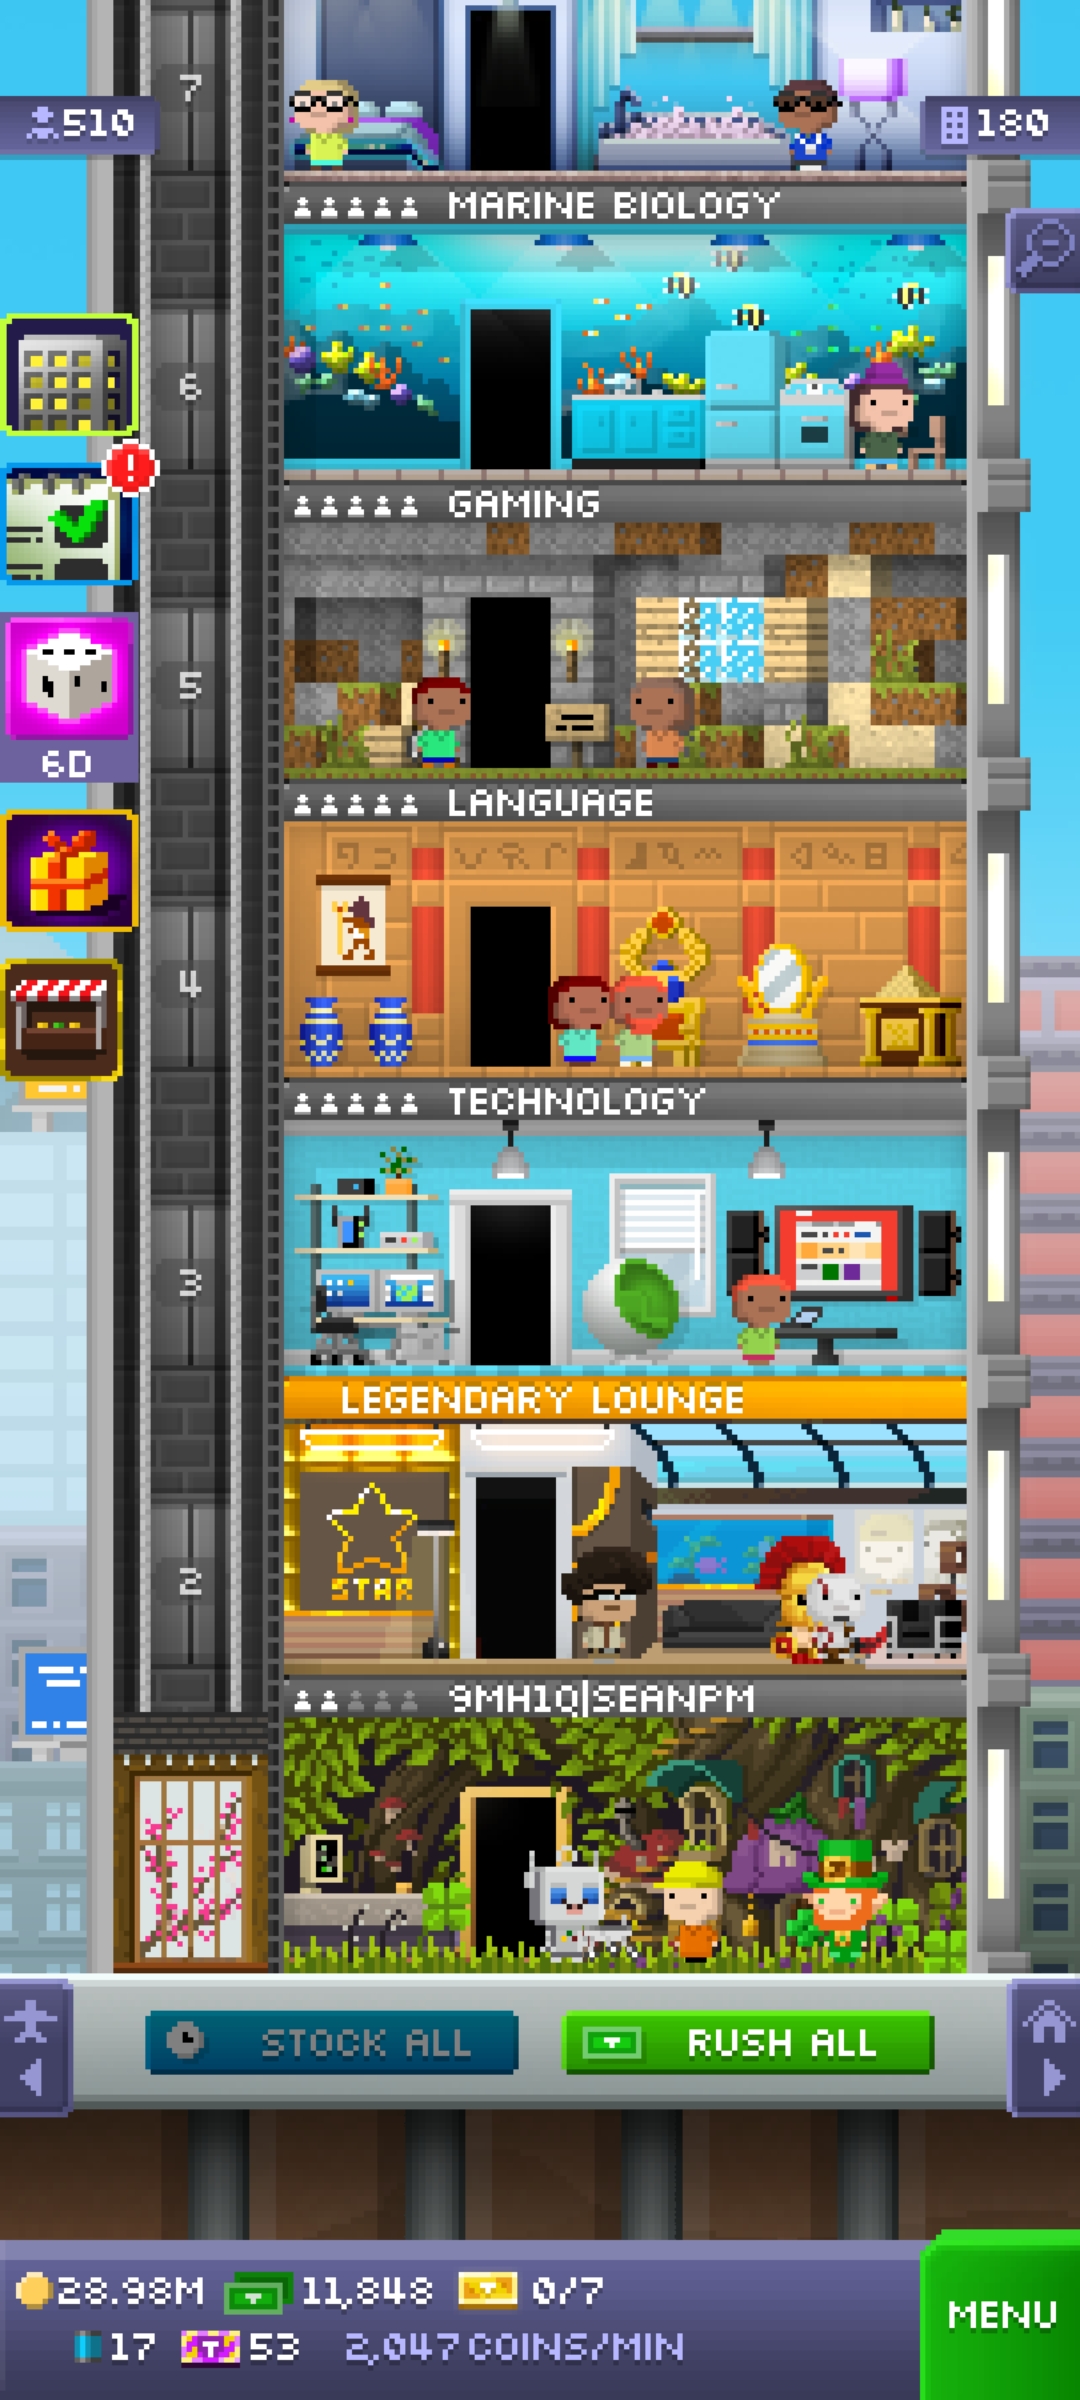 7
510
180
MARINE BIOLOGY
6
GAMING
5
6D
LANGUAGE
4
TECHNOLOGY
3
LEGENDARY LOUNGE
STAR
2
9MH1Q|SEANPM
STOCK ALL
RUSH ALL
28.98M 11,848 0/7
MENU
17 53 2,047 COINS/MIN